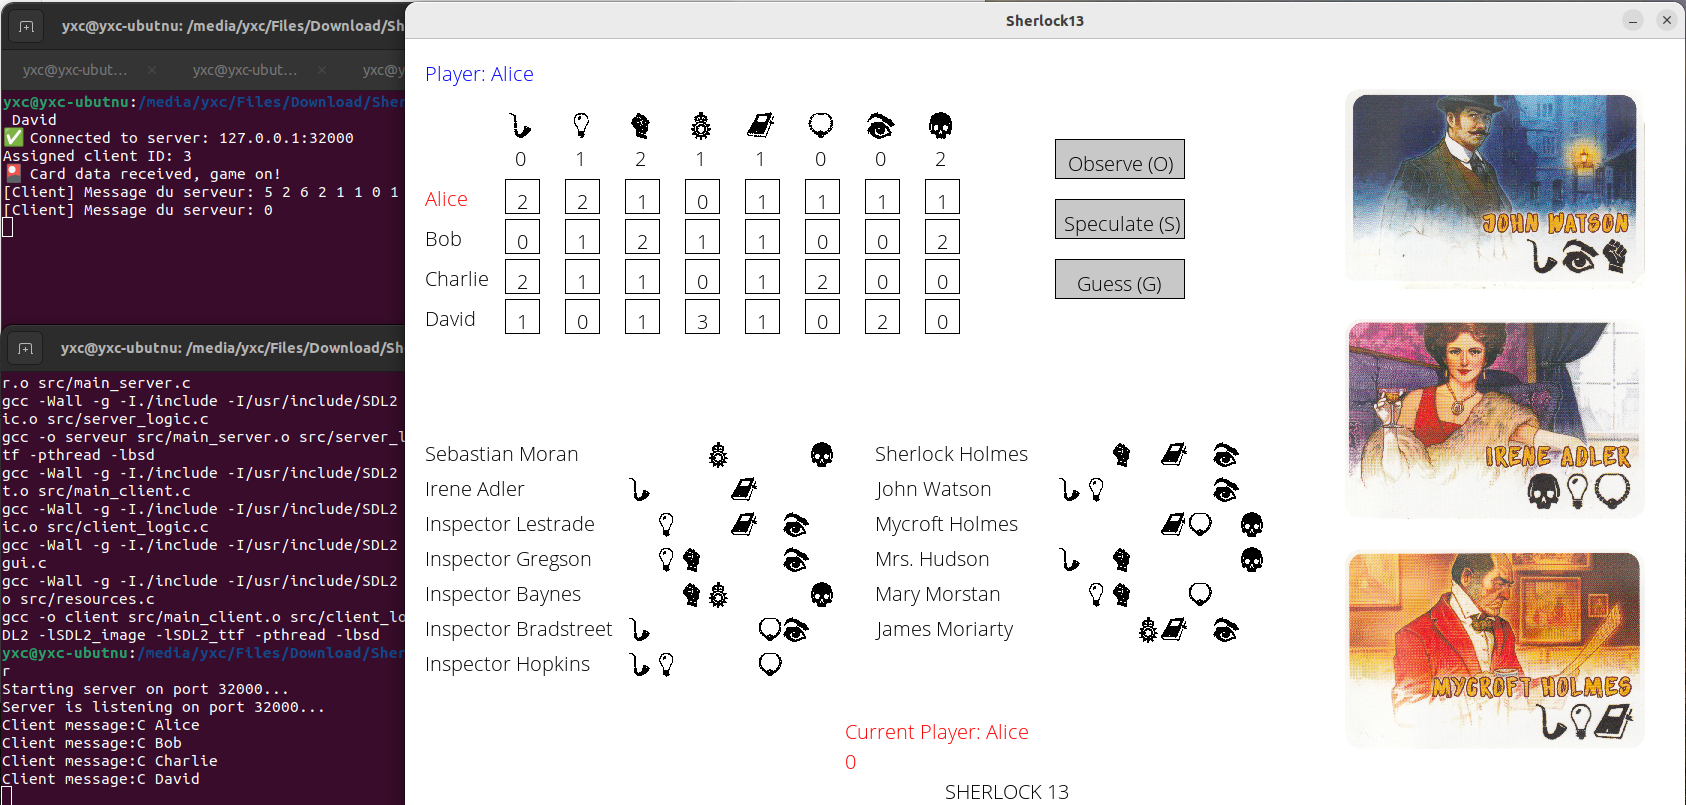 yxc@yxc-ubutnu: /media/yxc/Files/Download/Sh
yxc@yxc-ubut...
yxc@yxc-ubut...
yxc@y
yxc@yxc-ubutnu:/media/yxc/Files/Download/Sher
David
✅ Connected to server: 127.0.0.1:32000
Assigned client ID: 3
🎴 Card data received, game on!
[Client] Message du serveur: 5 2 6 2 1 1 0 1
[Client] Message du serveur: 0
yxc@yxc-ubutnu: /media/yxc/Files/Download/Sh
r.o src/main_server.c
gcc -Wall -g -I./include -I/usr/include/SDL2
ic.o src/server_logic.c
gcc -o serveur src/main_server.o src/server_l
tf -pthread -lbsd
gcc -Wall -g -I./include -I/usr/include/SDL2
t.o src/main_client.c
gcc -Wall -g -I./include -I/usr/include/SDL2
ic.o src/client_logic.c
gcc -Wall -g -I./include -I/usr/include/SDL2
gui.c
gcc -Wall -g -I./include -I/usr/include/SDL2
o src/resources.c
gcc -o client src/main_client.o src/client_lo
DL2 -lSDL2_image -lSDL2_ttf -pthread -lbsd
yxc@yxc-ubutnu:/media/yxc/Files/Download/Sher
r
Starting server on port 32000...
Server is listening on port 32000...
Client message:C Alice
Client message:C Bob
Client message:C Charlie
Client message:C David
Sherlock13
Player: Alice
0 1 2 1 1 0 0 2
Alice 2 2 1 0 1 1 1 1
Bob 0 1 2 1 1 0 0 2
Charlie 2 1 1 0 1 2 0 0
David 1 0 1 3 1 0 2 0
Observe (O)
Speculate (S)
Guess (G)
Sebastian Moran
Irene Adler
Inspector Lestrade
Inspector Gregson
Inspector Baynes
Inspector Bradstreet
Inspector Hopkins
Sherlock Holmes
John Watson
Mycroft Holmes
Mrs. Hudson
Mary Morstan
James Moriarty
Current Player: Alice
0
SHERLOCK 13
JOHN WATSON
IRENE ADLER
MYCROFT HOLMES